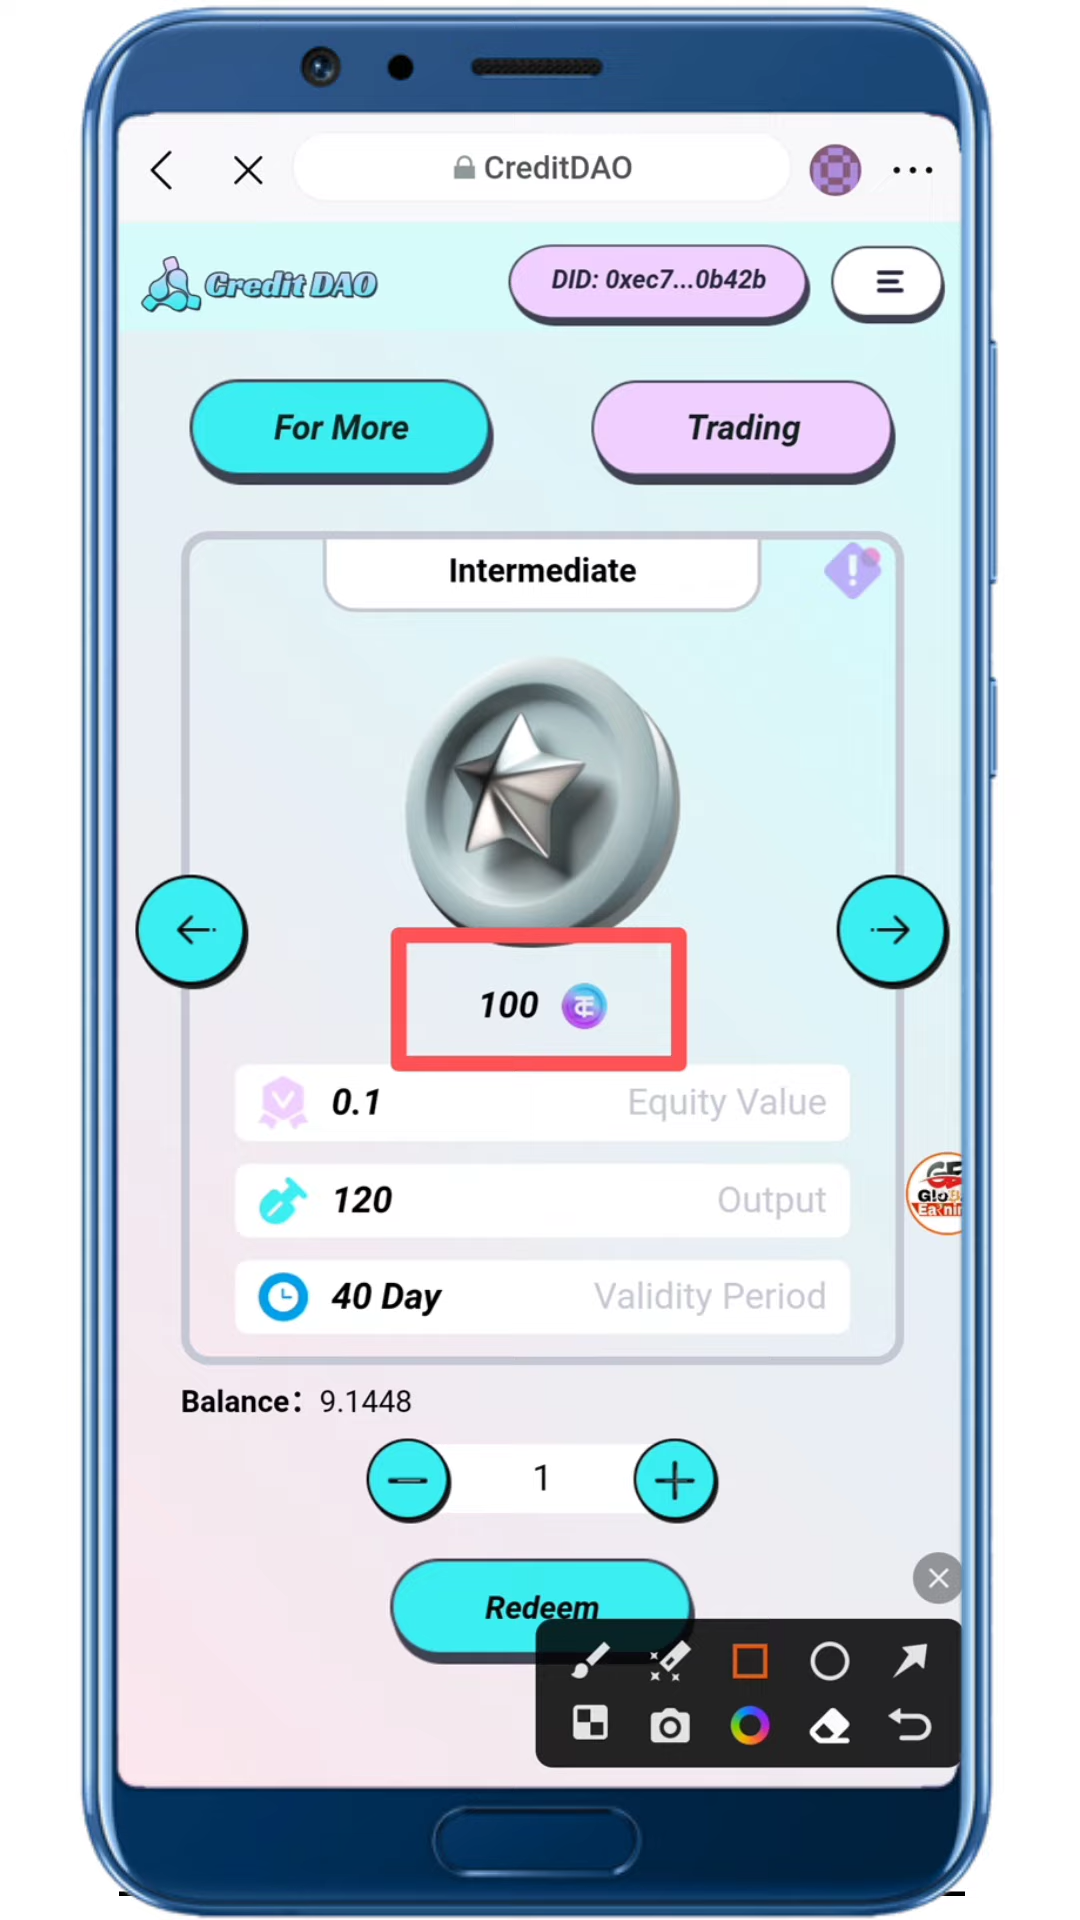 CreditDAO
Credit DAO
DID: 0xec7...0b42b
For More
Trading
Intermediate
100
0.1 Equity Value
120 Output
40 Day Validity Period
Balance: 9.1448
1
Redeem